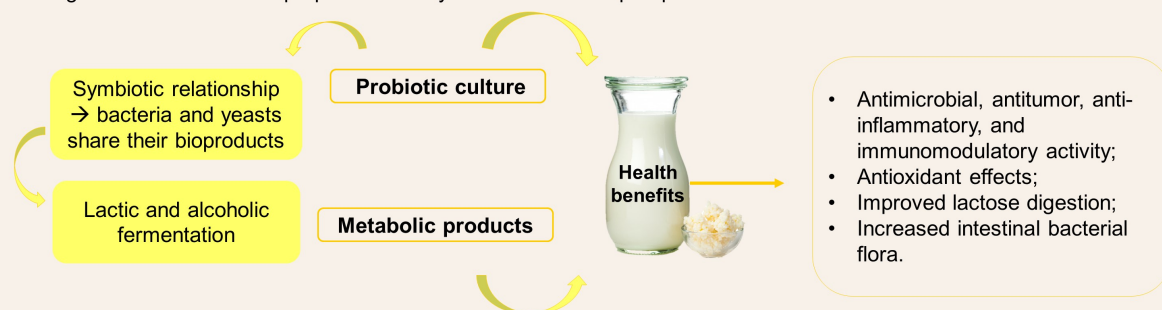 Symbiotic relationship
→ bacteria and yeasts
share their bioproducts
Probiotic culture
Lactic and alcoholic
fermentation
Metabolic products
Health
benefits
• Antimicrobial, antitumor, anti-
inflammatory, and
immunomodulatory activity;
• Antioxidant effects;
• Improved lactose digestion;
• Increased intestinal bacterial
flora.